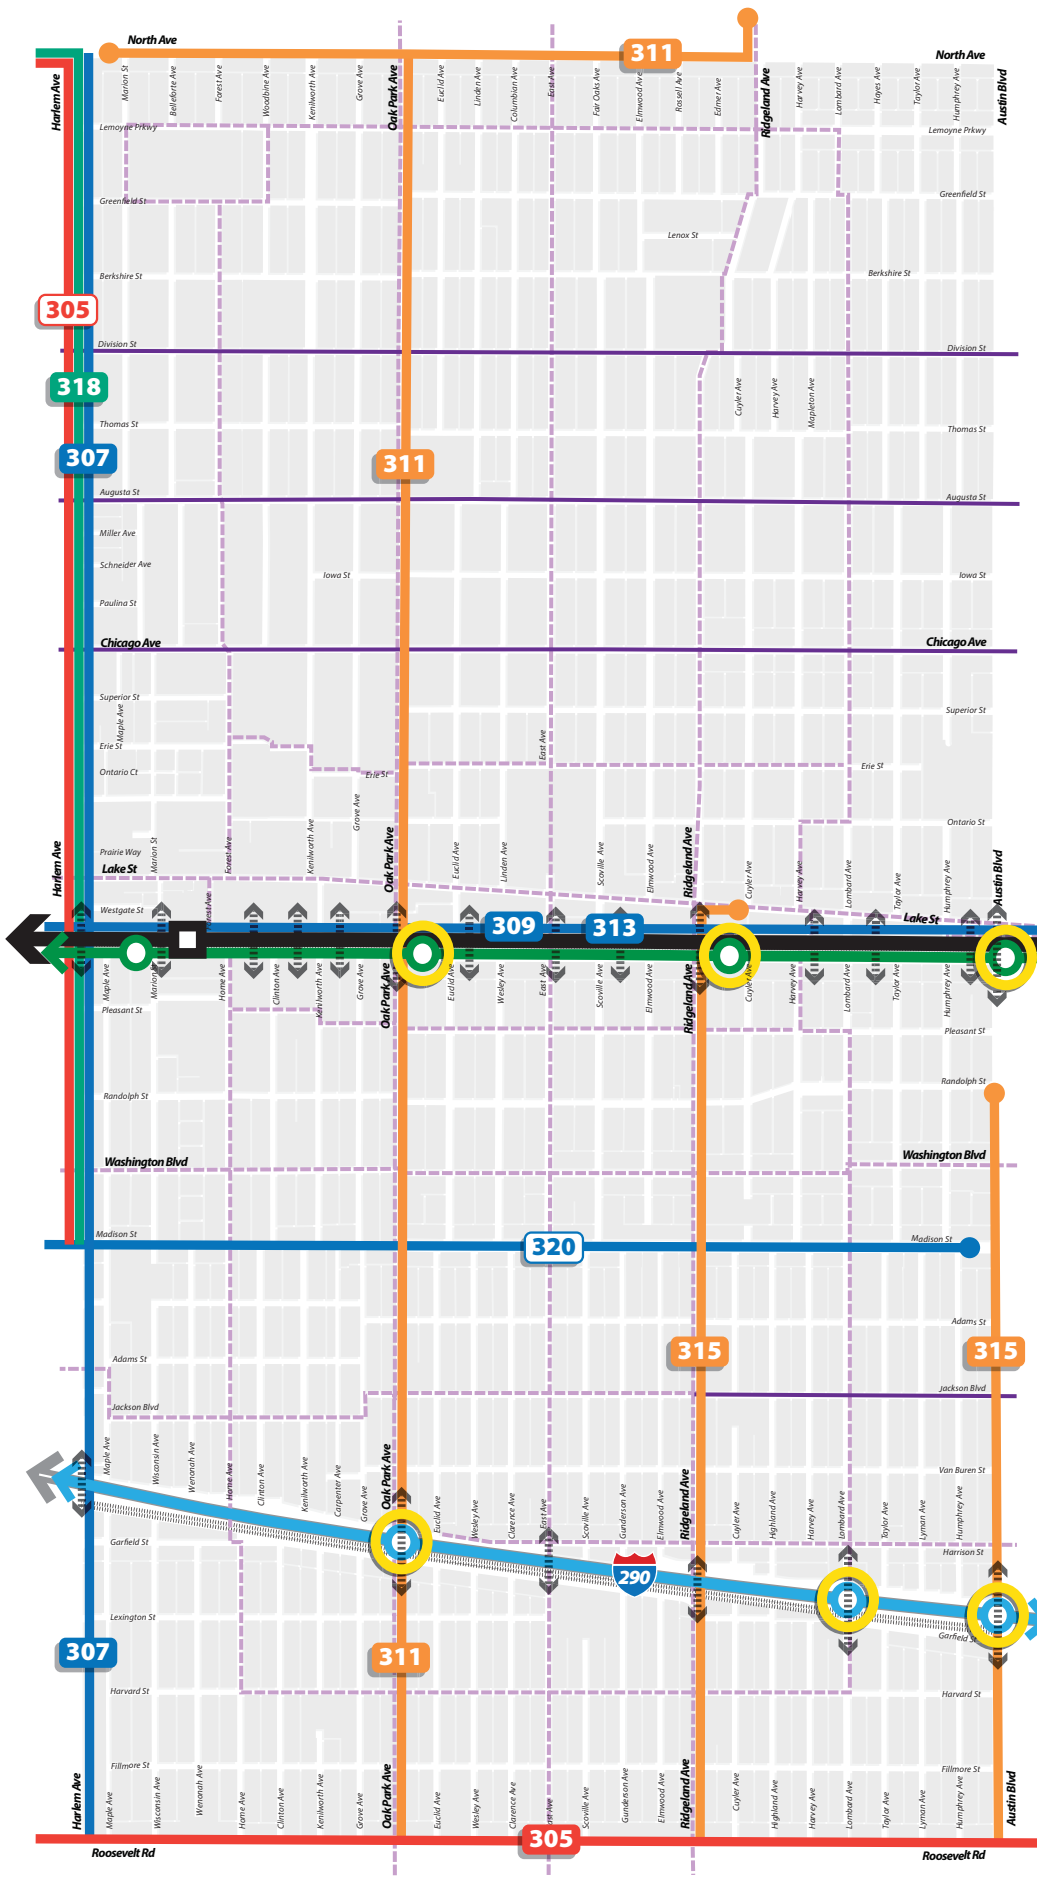 North Ave
311
North Ave
Harlem Ave
Marion St
Belleforte Ave
Forest Ave
Woodbine Ave
Kenilworth Ave
Grove Ave
Oak Park Ave
Euclid Ave
Linden Ave
Columbian Ave
East Ave
Fair Oaks Ave
Elmwood Ave
Rossell Ave
Edmer Ave
Ridgeland Ave
Harvey Ave
Lombard Ave
Hayes Ave
Taylor Ave
Humphrey Ave
Austin Blvd
Lemoyne Prkwy
Lemoyne Prkwy
Greenfield St
Greenfield St
Lenox St
Berkshire St
Berkshire St
305
Division St
Division St
318
Cuyler Ave
Harvey Ave
Mapleton Ave
Thomas St
Thomas St
307
311
Augusta St
Augusta St
Miller Ave
Schneider Ave
Iowa St
Iowa St
Paulina St
Chicago Ave
Chicago Ave
Superior St
Superior St
Maple Ave
Erie St
East Ave
Ontario Ct
Erie St
Erie St
Grove Ave
Ontario St
Harlem Ave
Prairie Way
Marion St
Forest Ave
Kenilworth Ave
Oak Park Ave
Euclid Ave
Linden Ave
Scoville Ave
Elmwood Ave
Ridgeland Ave
Cuyler Ave
Harvey Ave
Lombard Ave
Taylor Ave
Humphrey Ave
Austin Blvd
Lake St
Westgate St
Lake St
309
313
Maple Ave
Home Ave
Clinton Ave
Kenilworth Ave
Grove Ave
Oak Park Ave
Euclid Ave
Wesley Ave
East Ave
Scoville Ave
Elmwood Ave
Ridgeland Ave
Cuyler Ave
Harvey Ave
Lombard Ave
Taylor Ave
Humphrey Ave
Pleasant St
Pleasant St
Randolph St
Randolph St
Washington Blvd
Washington Blvd
Madison St
Madison St
320
Adams St
315
315
Adams St
Jackson Blvd
Jackson Blvd
Maple Ave
Wisconsin Ave
Wenonah Ave
Home Ave
Clinton Ave
Kenilworth Ave
Carpenter Ave
Grove Ave
Oak Park Ave
Euclid Ave
Wesley Ave
Clarence Ave
East Ave
Scoville Ave
Gunderson Ave
Elmwood Ave
Ridgeland Ave
Cuyler Ave
Highland Ave
Harvey Ave
Lombard Ave
Taylor Ave
Lyman Ave
Humphrey Ave
Van Buren St
Garfield St
Harrison St
290
Lexington St
Garfield St
307
311
Harvard St
Harvard St
Fillmore St
Fillmore St
Harlem Ave
Maple Ave
Wisconsin Ave
Wenonah Ave
Home Ave
Clinton Ave
Kenilworth Ave
Grove Ave
Oak Park Ave
Euclid Ave
Wesley Ave
Clarence Ave
East Ave
Scoville Ave
Gunderson Ave
Elmwood Ave
Ridgeland Ave
Cuyler Ave
Highland Ave
Harvey Ave
Lombard Ave
Taylor Ave
Lyman Ave
Humphrey Ave
Austin Blvd
305
Roosevelt Rd
Roosevelt Rd